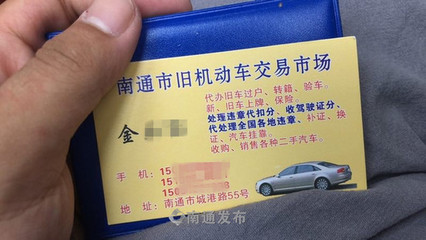 南通市旧机动车交易市场
代办旧车过户、转籍、验车。
新、旧车上牌、保险。
处理违章代扣分、收驾驶证分、
代处理全国各地违章、补证、换
证、汽车挂靠。
收购、销售各种二手汽车。
金
手 机：15
15
15 8
地 址：南通市城港路55号
南通发布